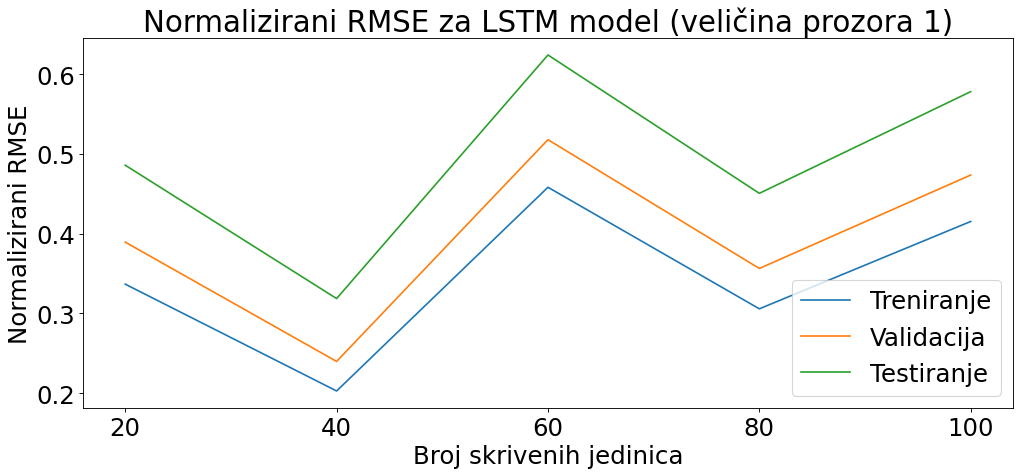 Normalizirani RMSE za LSTM model (veličina prozora 1)
Normalizirani RMSE
0.6
0.5
0.4
0.3
0.2
Treniranje
Validacija
Testiranje
20 40 60 80 100
Broj skrivenih jedinica